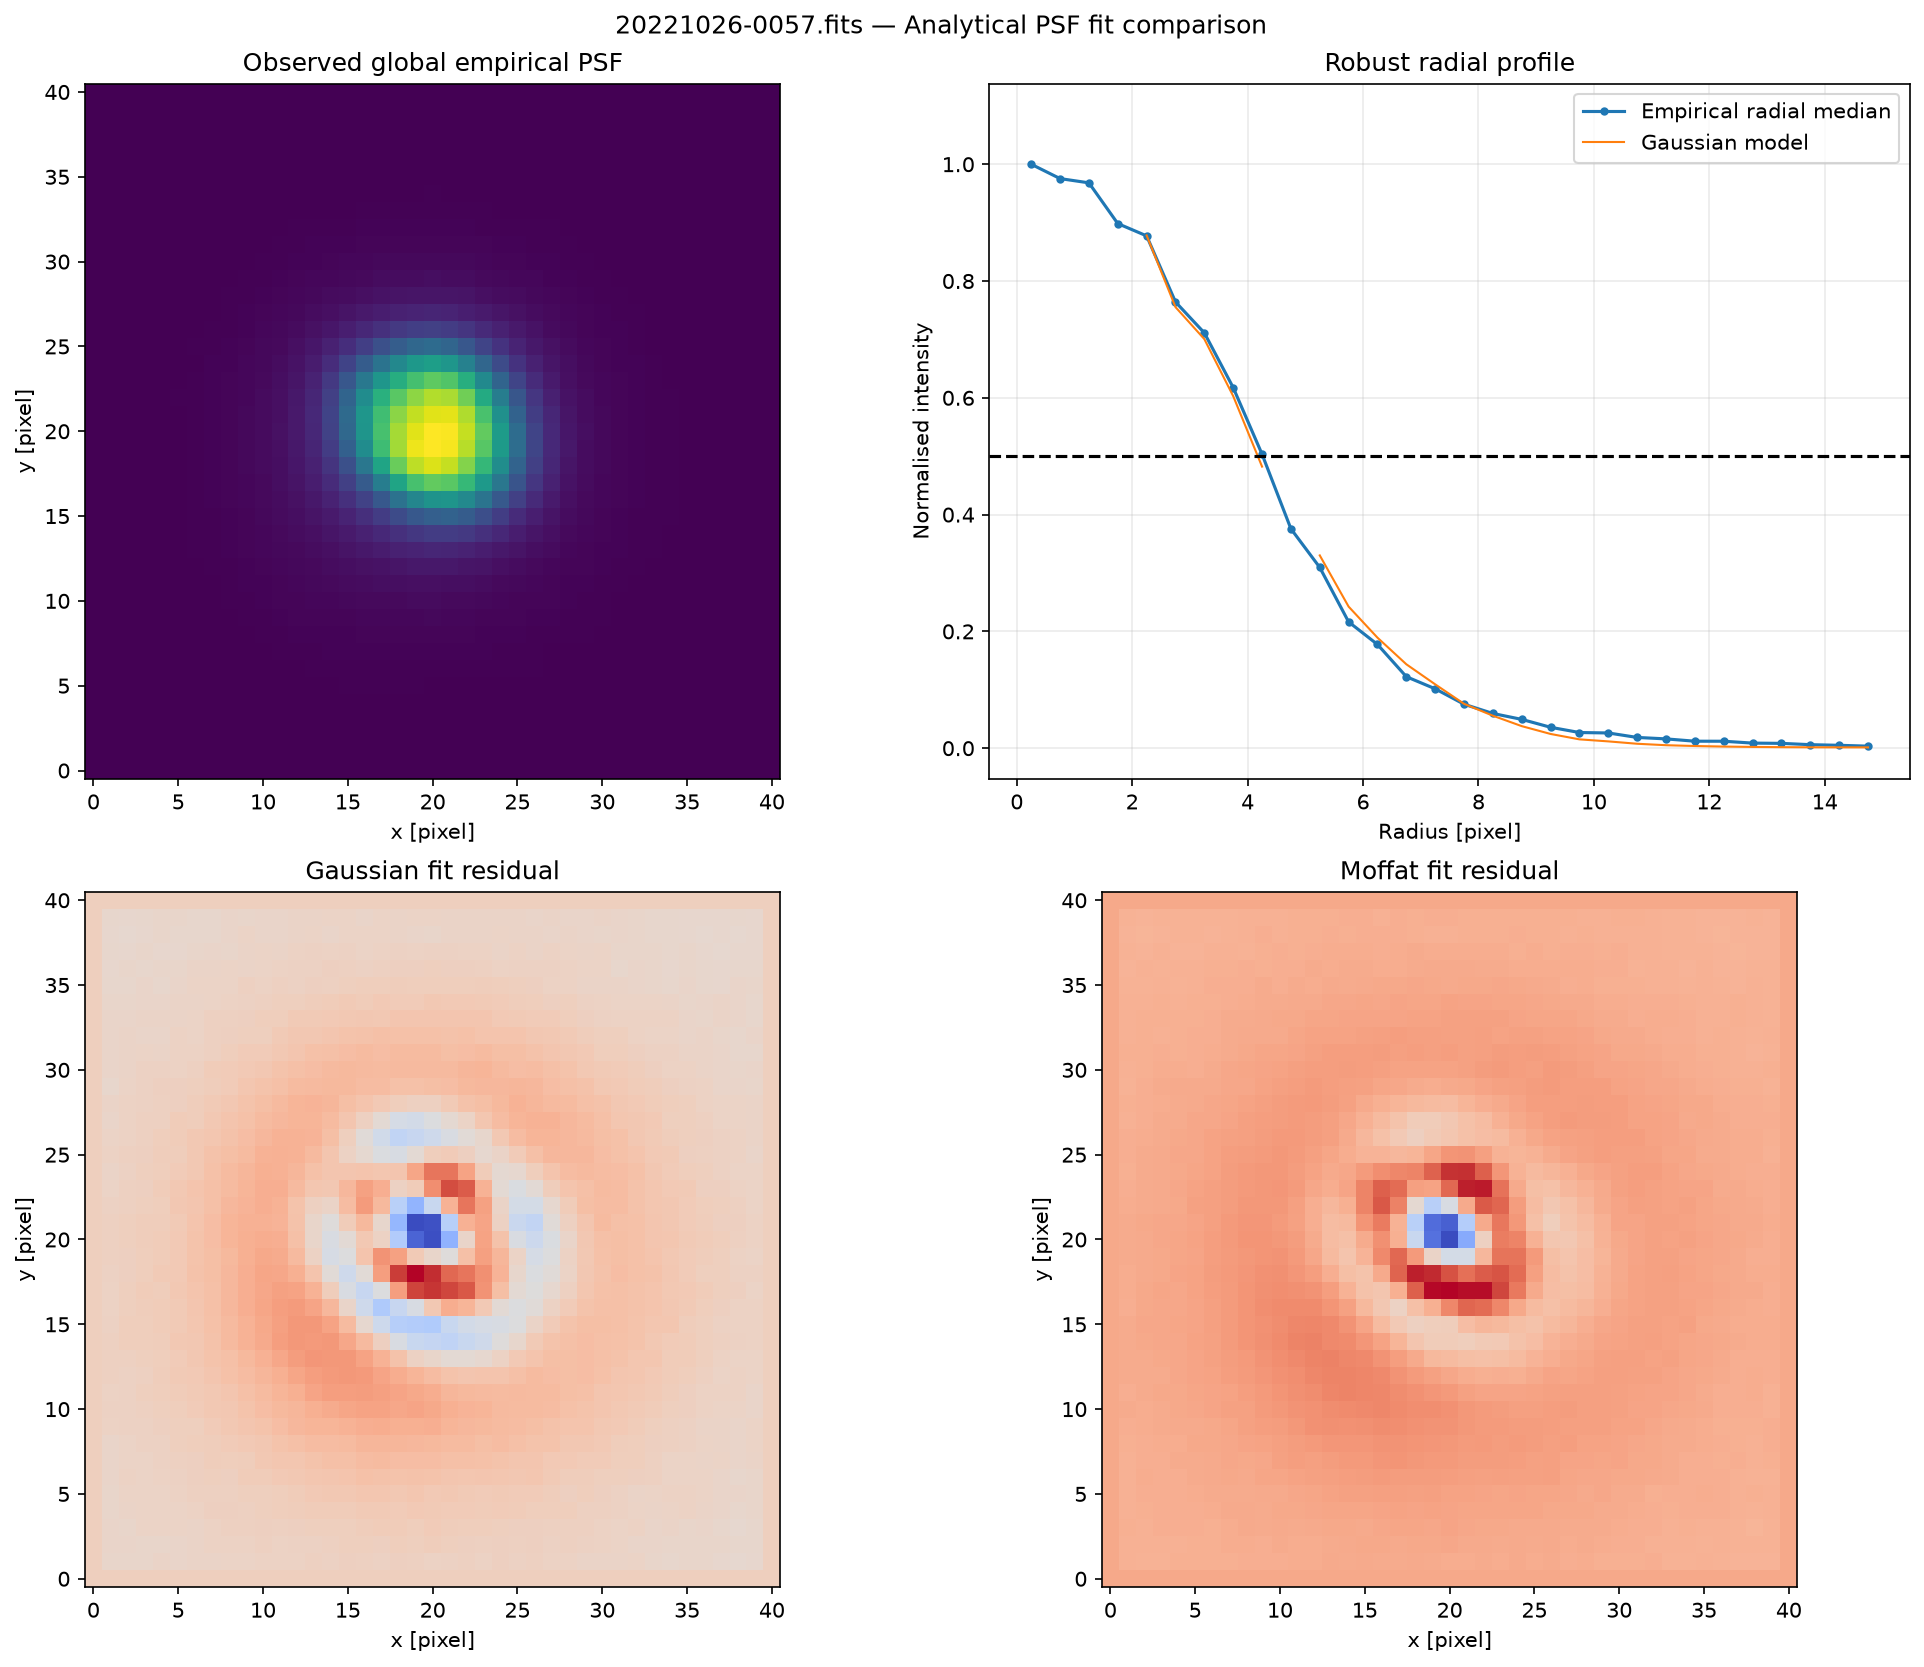 20221026-0057.fits — Analytical PSF fit comparison
Observed global empirical PSF
40
35
30
25
20
15
10
5
0
y [pixel]
0 5 10 15 20 25 30 35 40
x [pixel]
Robust radial profile
Empirical radial median
Gaussian model
1.0
0.8
0.6
0.4
0.2
0.0
Normalised intensity
0 2 4 6 8 10 12 14
Radius [pixel]
Gaussian fit residual
40
35
30
25
20
15
10
5
0
y [pixel]
0 5 10 15 20 25 30 35 40
x [pixel]
Moffat fit residual
40
35
30
25
20
15
10
5
0
y [pixel]
0 5 10 15 20 25 30 35 40
x [pixel]